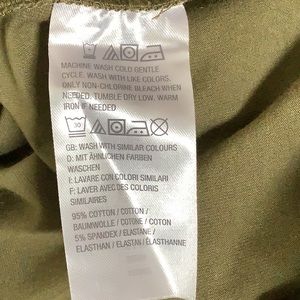 MACHINE WASH COLD GENTLE
CYCLE. WASH WITH LIKE COLORS.
ONLY NON-CHLORINE BLEACH WHEN
NEEDED. TUMBLE DRY LOW. WARM
IRON IF NEEDED
30
GB: WASH WITH SIMILAR COLOURS
D: MIT ÄHNLICHEN FARBEN
WASCHEN
I: LAVARE CON COLORI SIMILARI
F: LAVER AVEC DES COLORIS
SIMILAIRES
95% COTTON / COTTON /
BAUMWOLLE / COTONE / COTON
5% SPANDEX / ELASTANE /
ELASTHAN / ELASTAN / ÉLASTHANNE